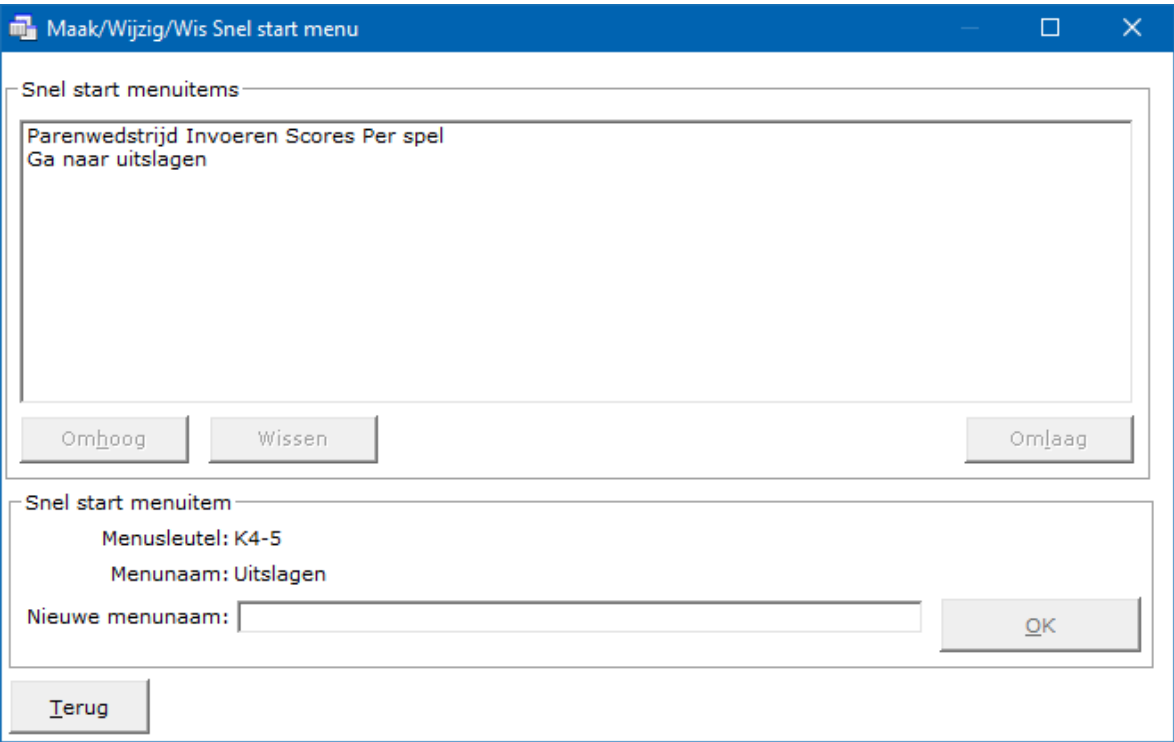 Maak/Wijzig/Wis Snel start menu
Snel start menuitems
Parenwedstrijd Invoeren Scores Per spel
Ga naar uitslagen
Omhoog Wissen Omlaag
Snel start menuitem
Menusleutel: K4-5
Menunaam: Uitslagen
Nieuwe menunaam:
OK
Terug